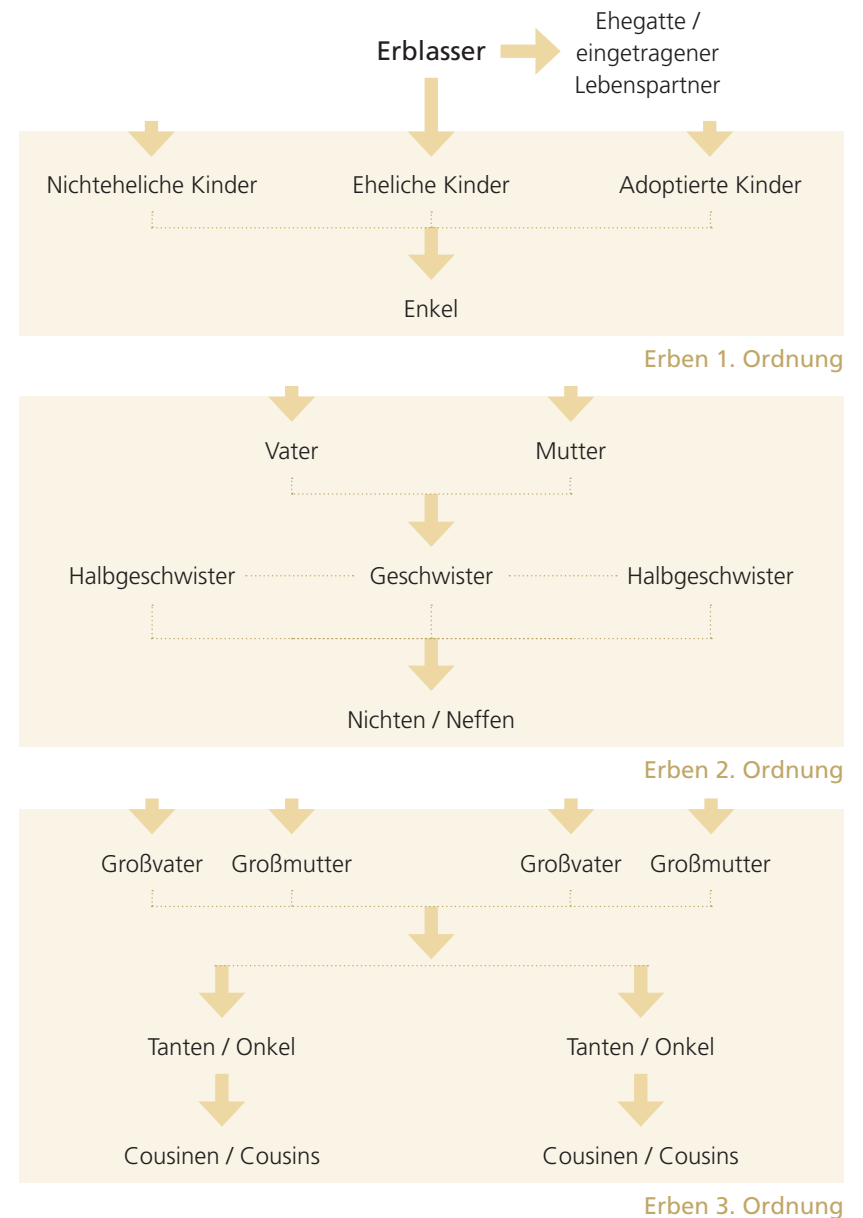 Erblasser
Ehegatte /
eingetragener
Lebenspartner
Nichteheliche Kinder
Eheliche Kinder
Adoptierte Kinder
Enkel
Erben 1. Ordnung
Vater
Mutter
Halbgeschwister
Geschwister
Halbgeschwister
Nichten / Neffen
Erben 2. Ordnung
Großvater
Großmutter
Großvater
Großmutter
Tanten / Onkel
Tanten / Onkel
Cousinen / Cousins
Cousinen / Cousins
Erben 3. Ordnung